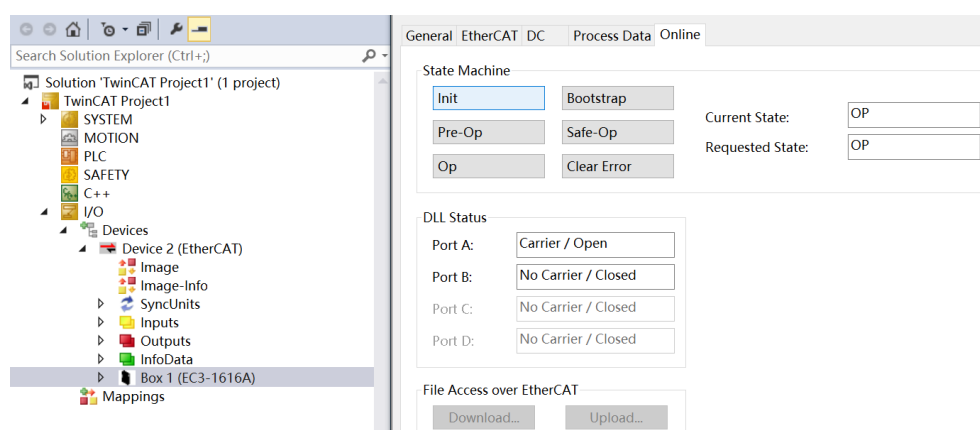 Search Solution Explorer (Ctrl+;)
Solution 'TwinCAT Project1' (1 project)
TwinCAT Project1
SYSTEM
MOTION
PLC
SAFETY
C++
I/O
Devices
Device 2 (EtherCAT)
Image
Image-Info
SyncUnits
Inputs
Outputs
InfoData
Box 1 (EC3-1616A)
Mappings
General EtherCAT DC Process Data Online
State Machine
Init Bootstrap
Pre-Op Safe-Op
Op Clear Error
Current State: OP
Requested State: OP
DLL Status
Port A: Carrier / Open
Port B: No Carrier / Closed
Port C: No Carrier / Closed
Port D: No Carrier / Closed
File Access over EtherCAT
Download... Upload...